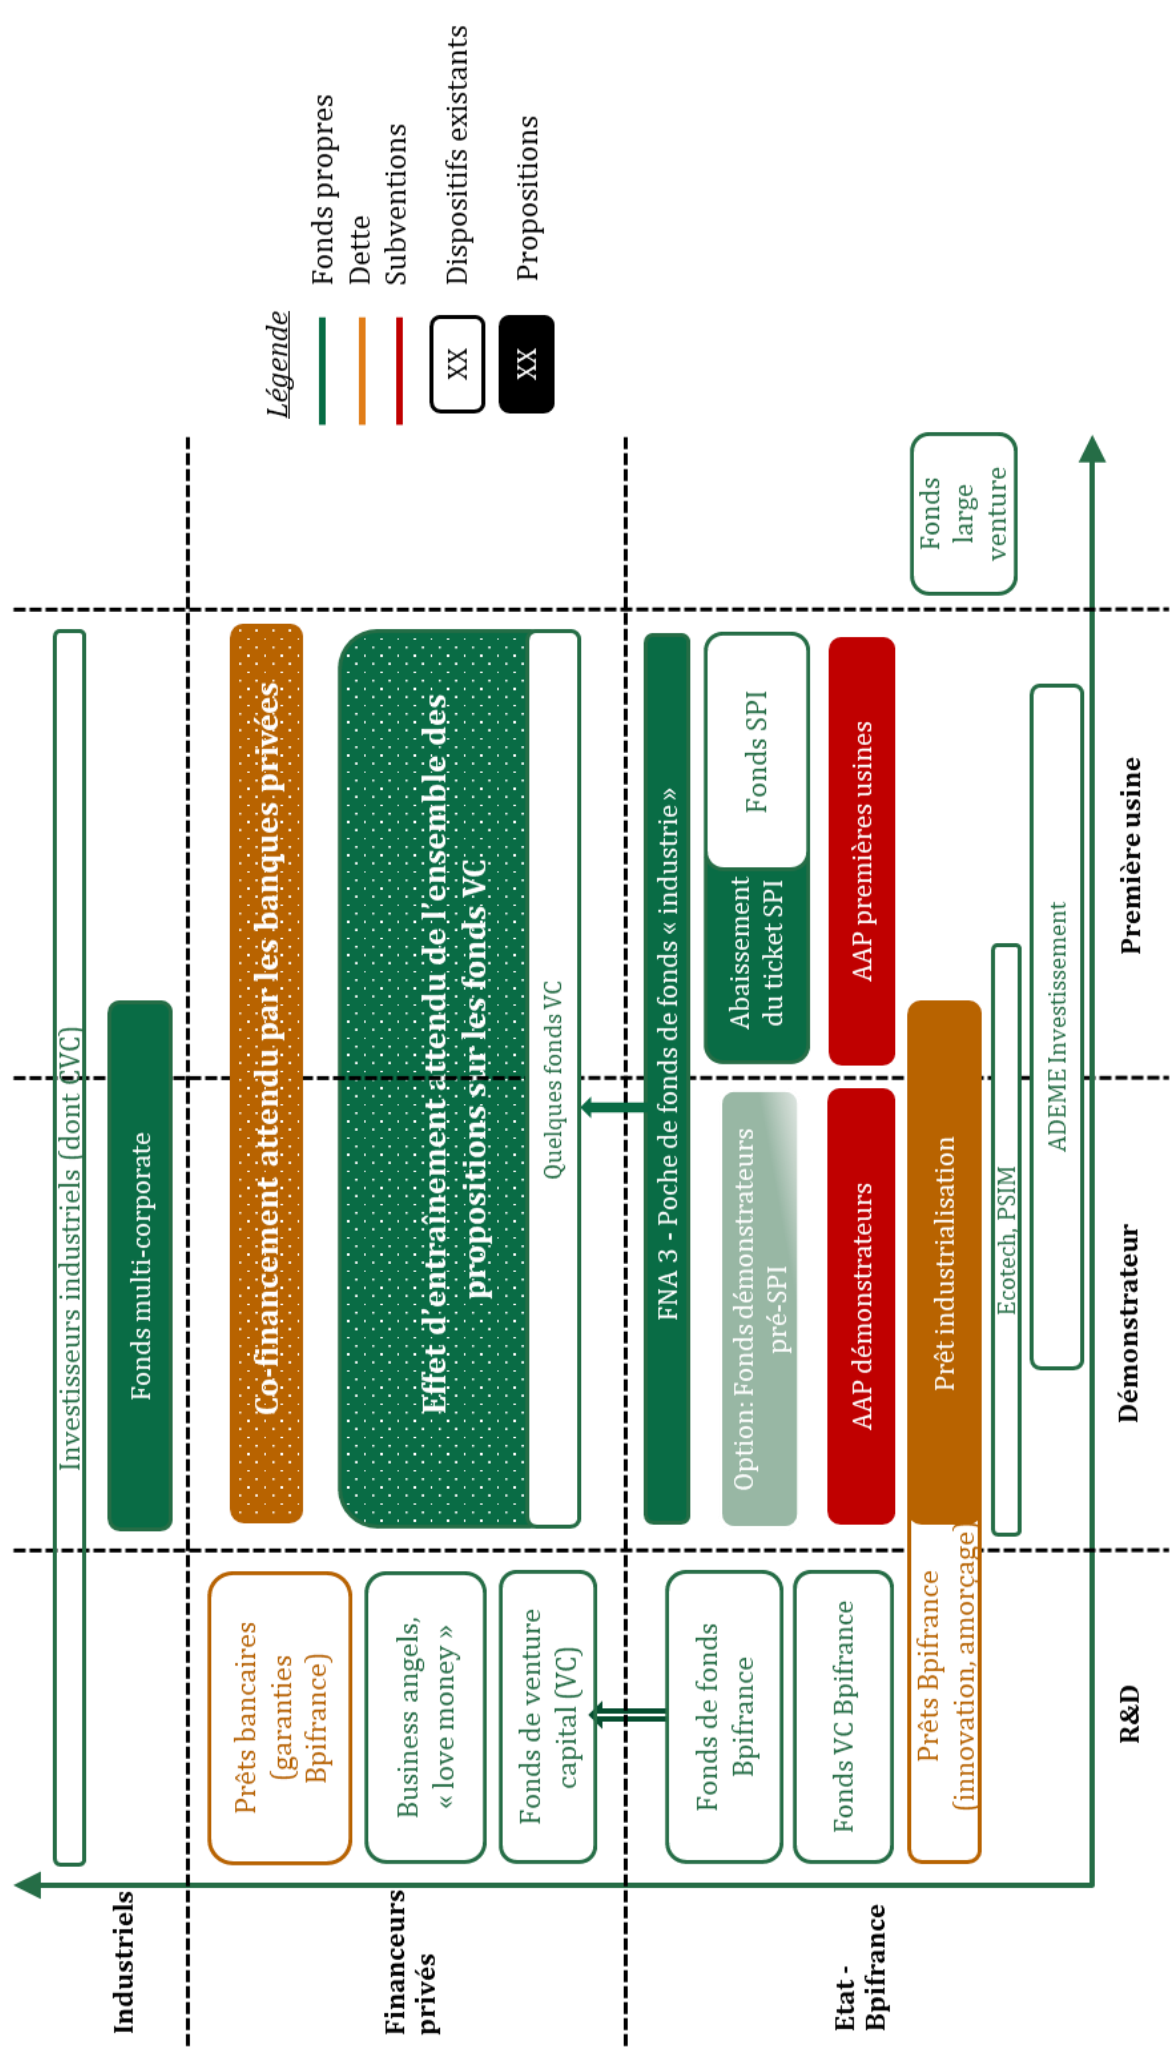 Investisseurs industriels (dont CVC)
Industriels
Fonds multi-corporate
Légende
Fonds propres
Dette
Subventions
XX
Dispositifs existants
XX
Propositions
Financeurs
privés
Prêts bancaires
(garanties
Bpifrance)
Co-financement attendu par les banques privées
Business angels,
« love money »
Effet d’entraînement attendu de l’ensemble des
propositions sur les fonds VC
Fonds de venture
capital (VC)
Quelques fonds VC
Etat -
Bpifrance
Fonds de fonds
Bpifrance
FNA 3 - Poche de fonds de fonds « industrie »
Option: Fonds démonstrateurs
pré-SPI
Abaissement
du ticket SPI
Fonds SPI
Fonds VC Bpifrance
AAP démonstrateurs
AAP premières usines
Prêts Bpifrance
(innovation, amorçage)
Prêt industrialisation
Fonds
large
venture
Ecotech, PSIM
ADEME Investissement
R&D
Démonstrateur
Première usine